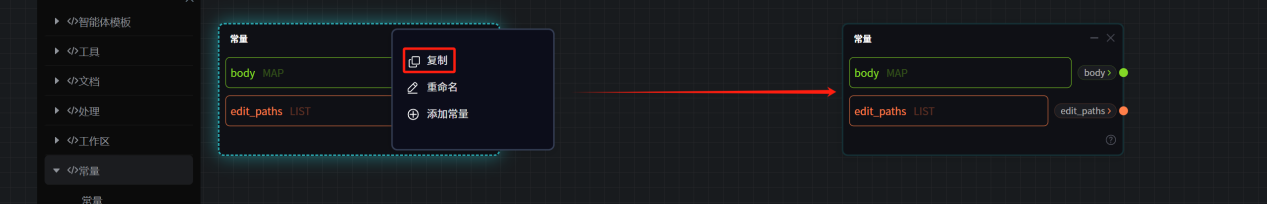 智能体模板
工具
文档
处理
工作区
常量
常量
常量
body MAP
edit_paths LIST
复制
重命名
添加常量
常量
body MAP
body
edit_paths LIST
edit_paths